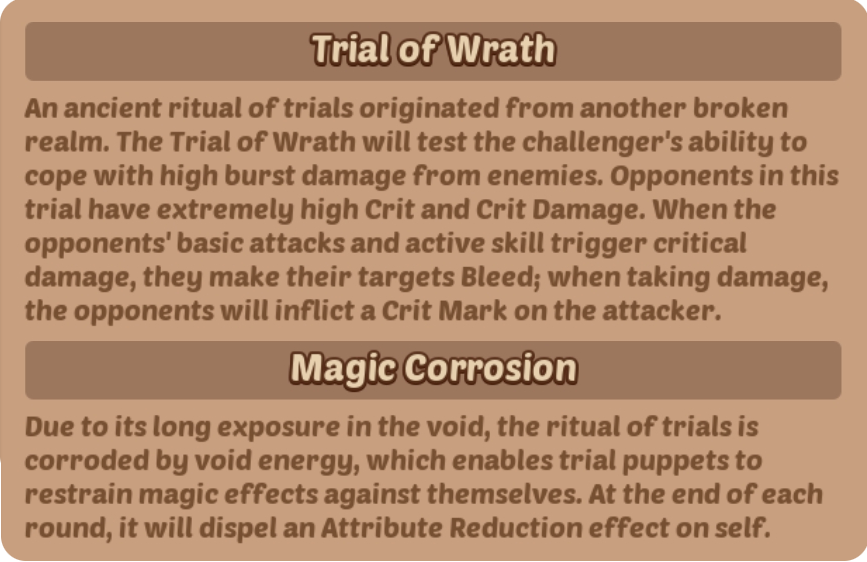 Trial of Wrath
An ancient ritual of trials originated from another broken
realm. The Trial of Wrath will test the challenger's ability to
cope with high burst damage from enemies. Opponents in this
trial have extremely high Crit and Crit Damage. When the
opponents' basic attacks and active skill trigger critical
damage, they make their targets Bleed; when taking damage,
the opponents will inflict a Crit Mark on the attacker.
Magic Corrosion
Due to its long exposure in the void, the ritual of trials is
corroded by void energy, which enables trial puppets to
restrain magic effects against themselves. At the end of each
round, it will dispel an Attribute Reduction effect on self.